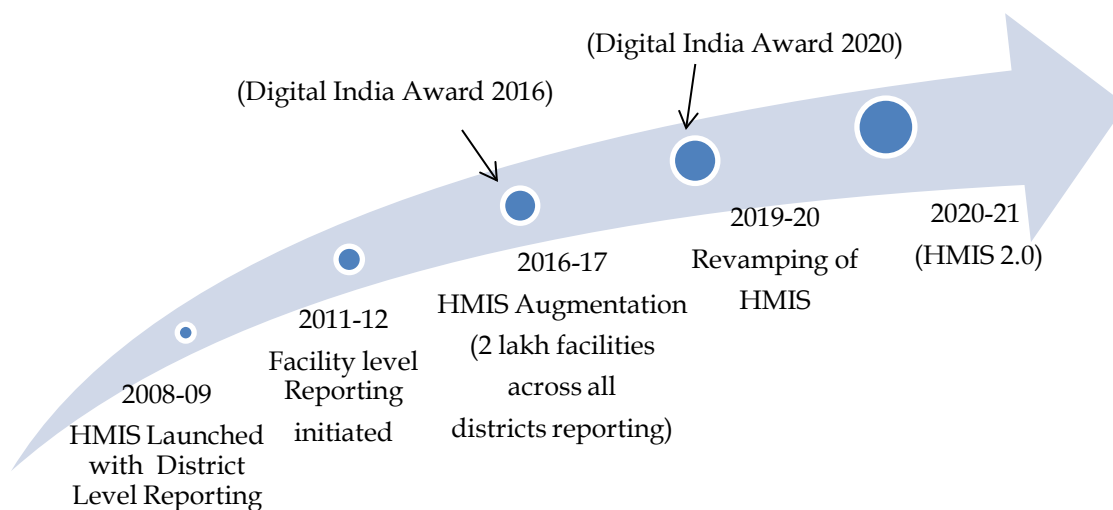 (Digital India Award 2020)
(Digital India Award 2016)
2008-09
HMIS Launched
with District
Level Reporting
2011-12
Facility level
Reporting
initiated
2016-17
HMIS Augmentation
(2 lakh facilities
across all
districts reporting)
2019-20
Revamping of
HMIS
2020-21
(HMIS 2.0)